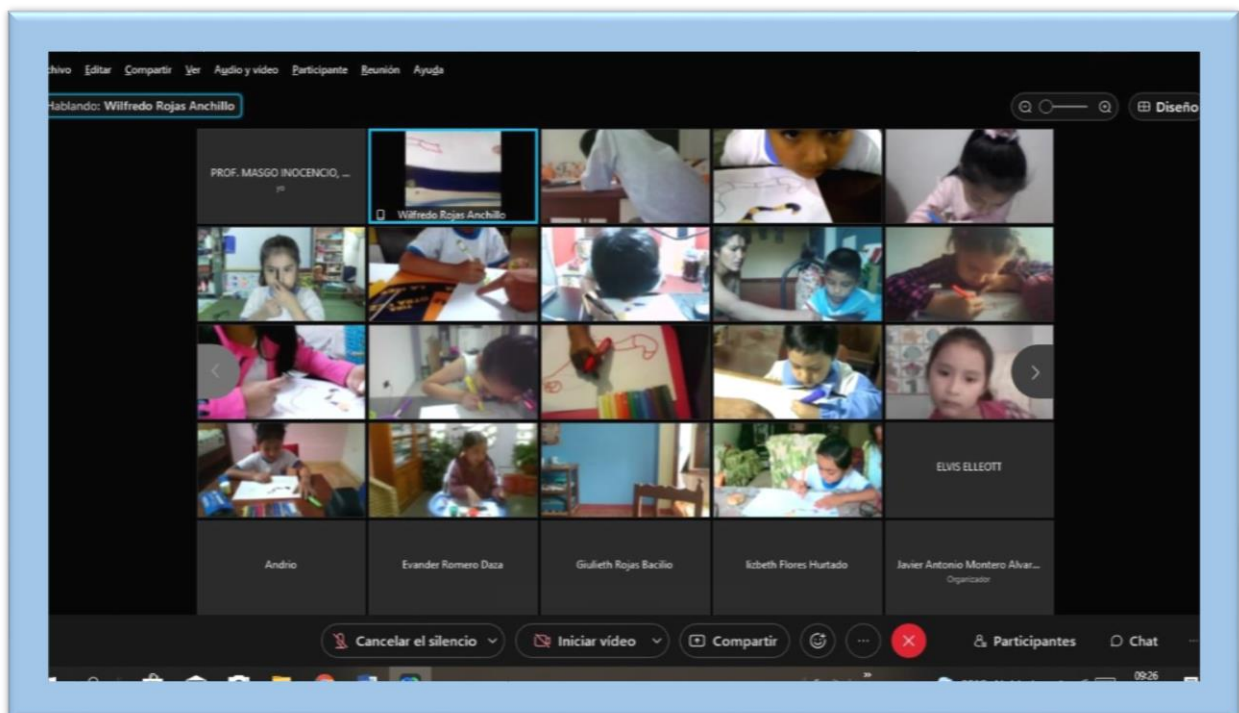 chivo Editar Compartir Ver Audio y vídeo Participante Reunión Ayuda
Hablando: Wilfredo Rojas Anchillo
Diseño
PROF. MASGO INOCENCIO, ...
yo
Wilfredo Rojas Anchillo
ELVIS ELLEOTT
Andrio
Evander Romero Daza
Giulieth Rojas Bacilio
lizbeth Flores Hurtado
Javier Antonio Montero Alvar...
Organizador
Cancelar el silencio
Iniciar vídeo
Compartir
Participantes
Chat
09:26